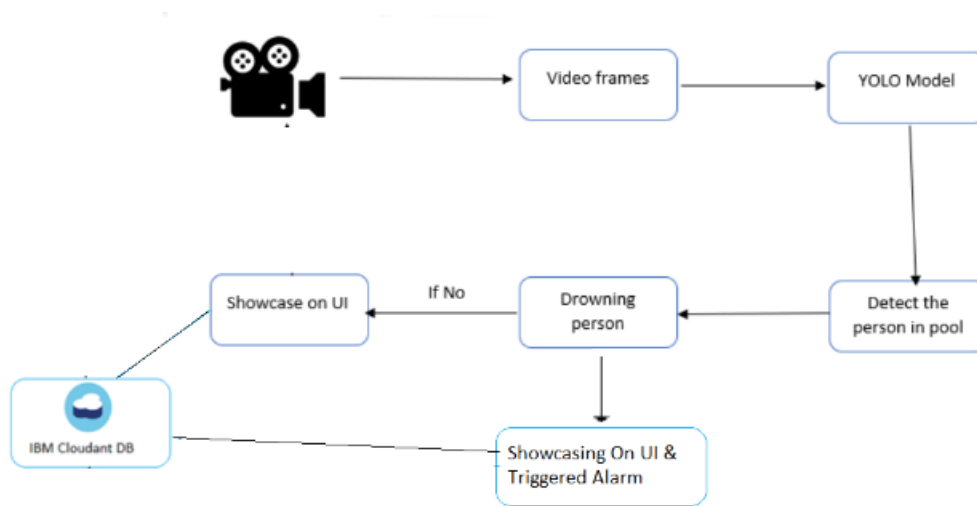 Video frames
YOLO Model
Showcase on UI
If No
Drowning
person
Detect the
person in pool
IBM Cloudant DB
Showcasing On UI &
Triggered Alarm